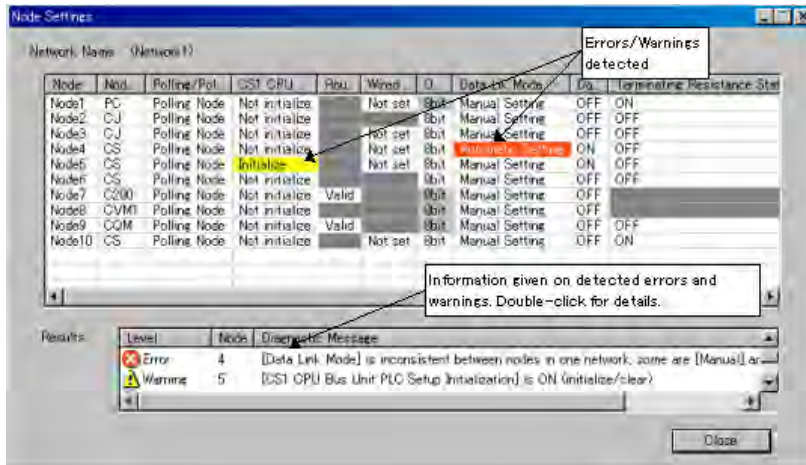 Node Settings
Network Name (Network1)
Errors/Warnings
detected
Node Nod.. Polling/Pol.. CS1 CPU Rou.. Wired O.. Data Link Mode Da.. Terminating Resistance Stat
Node1 PC Polling Node Not initialize Not set 8bit Manual Setting OFF ON
Node2 CJ Polling Node Not initialize 8bit Manual Setting OFF OFF
Node3 CJ Polling Node Not initialize Not set 8bit Manual Setting OFF OFF
Node4 CS Polling Node Not initialize Not set 8bit Automatic Setting ON OFF
Node5 CS Polling Node Initialize Not set 8bit Manual Setting ON OFF
Node6 CS Polling Node Not initialize 8bit Manual Setting OFF OFF
Node7 C200 Polling Node Not initialize Valid 8bit Manual Setting OFF
Node8 CVM1 Polling Node Not initialize 8bit Manual Setting OFF
Node9 CQM Polling Node Not initialize Valid 8bit Manual Setting OFF OFF
Node10 CS Polling Node Not initialize Not set 8bit Manual Setting OFF ON
Information given on detected errors and
warnings. Double-click for details.
Results
Level Node Diagnostic Message
Error 4 [Data Link Mode] is inconsistent between nodes in one network, some are [Manual] ar
Warning 5 [CS1 CPU Bus Unit PLC Setup Initialization] is ON (initialize/clear)
Close